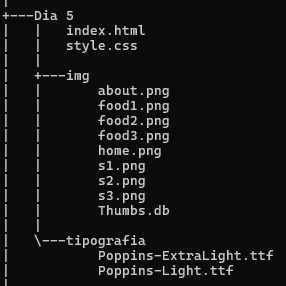 +---Dia 5
|   |   index.html
|   |   style.css
|   |
|   +---img
|   |       about.png
|   |       food1.png
|   |       food2.png
|   |       food3.png
|   |       home.png
|   |       s1.png
|   |       s2.png
|   |       s3.png
|   |       Thumbs.db
|   |
|   \---tipografia
|           Poppins-ExtraLight.ttf
|           Poppins-Light.ttf
|